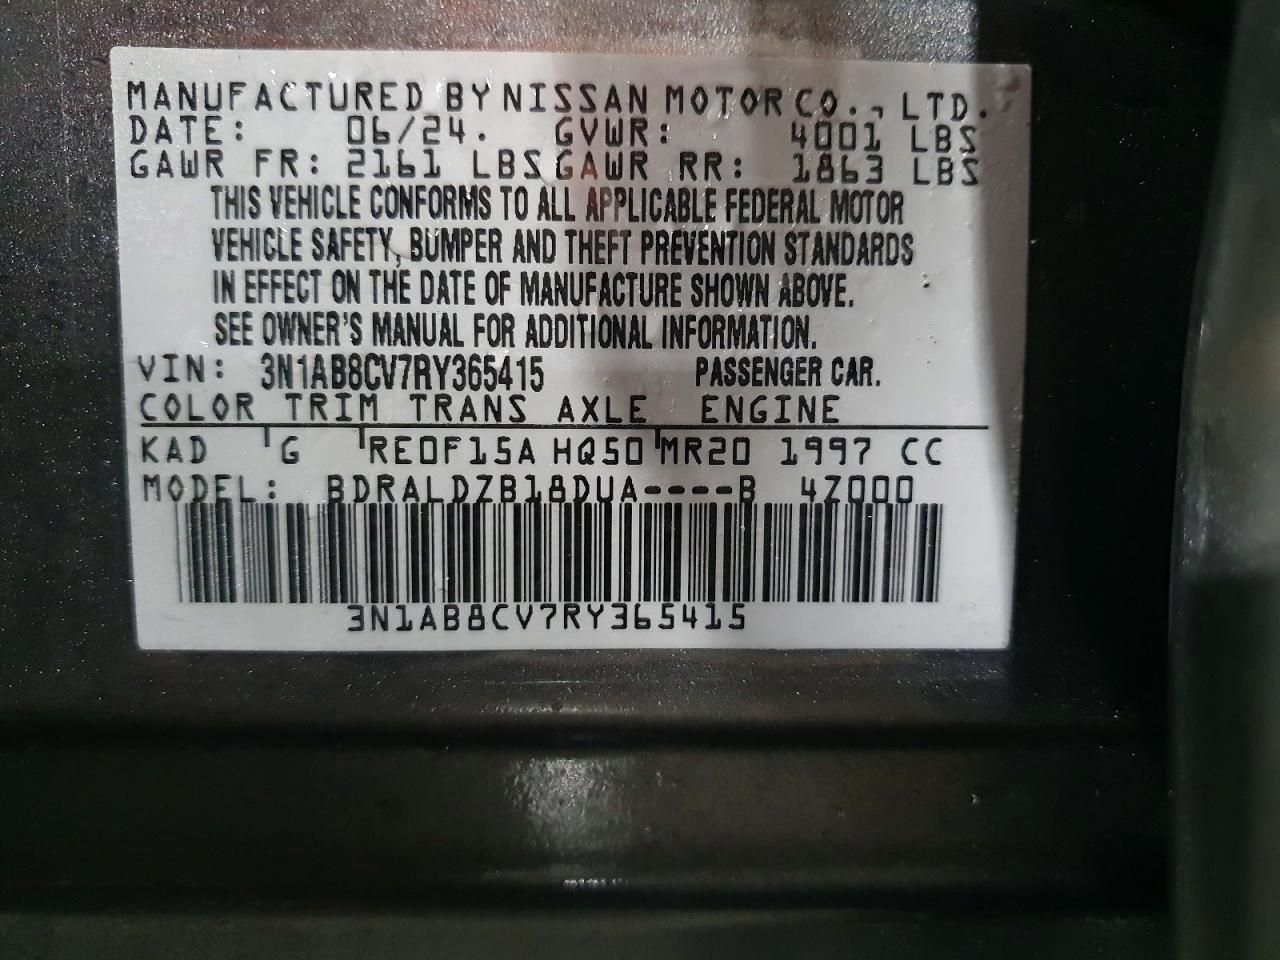 MANUFACTURED BY NISSAN MOTOR CO., LTD.
DATE: 06/24. GVWR: 4001 LBS
GAWR FR: 2161 LBS GAWR RR: 1863 LBS
THIS VEHICLE CONFORMS TO ALL APPLICABLE FEDERAL MOTOR
VEHICLE SAFETY, BUMPER AND THEFT PREVENTION STANDARDS
IN EFFECT ON THE DATE OF MANUFACTURE SHOWN ABOVE.
SEE OWNER'S MANUAL FOR ADDITIONAL INFORMATION.
VIN: 3N1AB8CV7RY365415 PASSENGER CAR.
COLOR TRIM TRANS AXLE ENGINE
KAD G RE0F15A HQ50 MR20 1997 CC
MODEL: BDRALDZB18DUA----B 4Z000
3N1AB8CV7RY365415